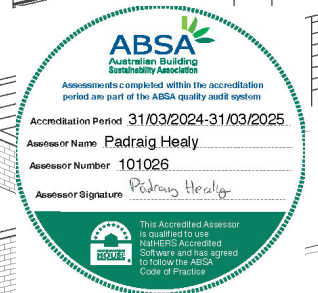 ABSA
Australian Building
Sustainability Association
Assessments completed within the accreditation
period are part of the ABSA quality audit system
Accreditation Period 31/03/2024-31/03/2025
Assessor Name Padraig Healy
Assessor Number 101026
Assessor Signature Padraig Healy
HOUSE
This Accredited Assessor
is qualified to use
NatHERS Accredited
Software and has agreed
to follow the ABSA
Code of Practice